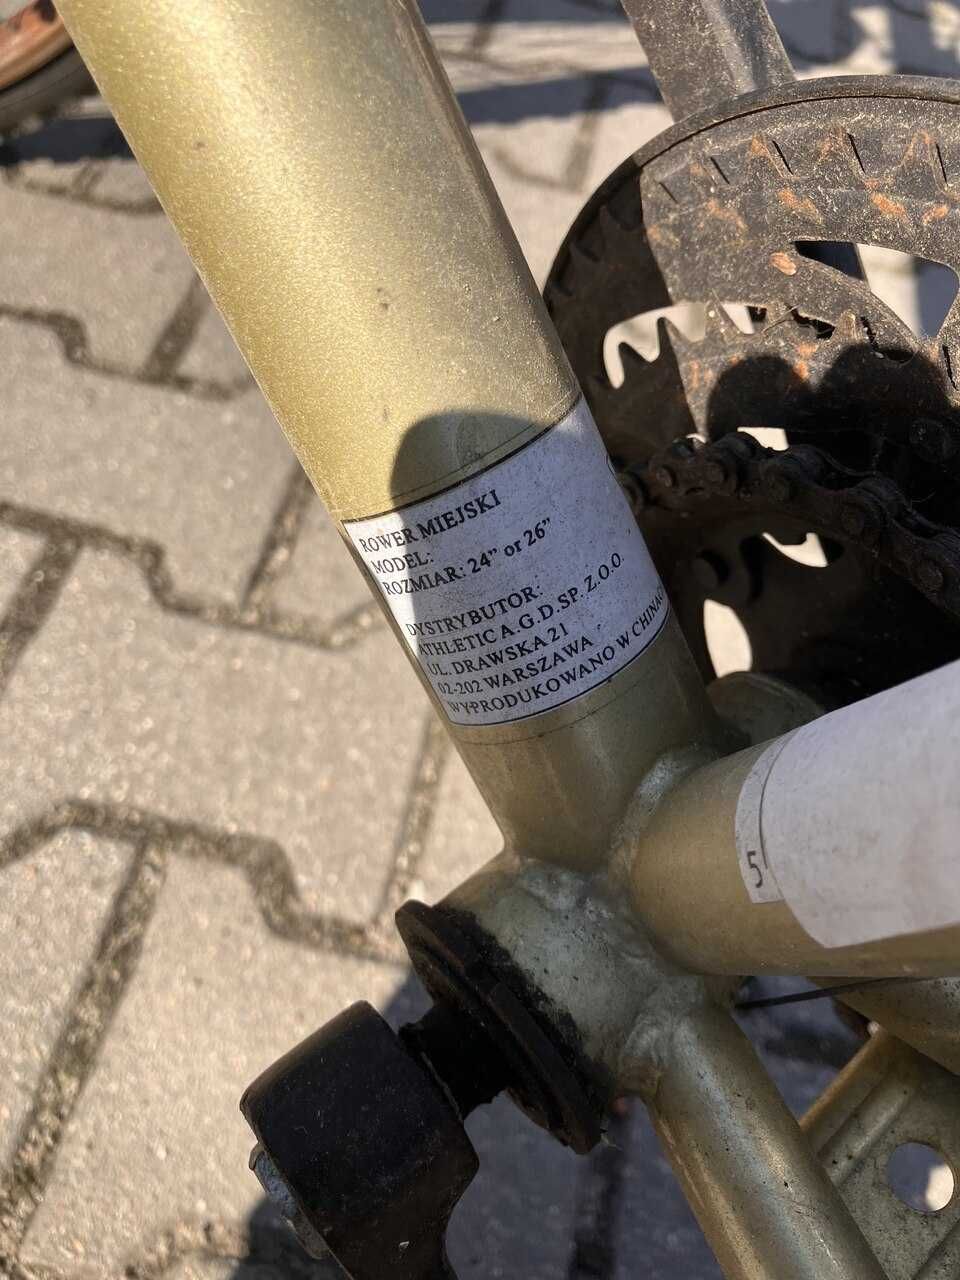 ROWER MIEJSKI
MODEL:
ROZMIAR: 24” or 26”
DYSTRYBUTOR:
ATHLETIC A.G.D. SP. Z.O.O.
UL. DRAWSKA 21
02-202 WARSZAWA
WYPRODUKOWANO W CHINACH
5